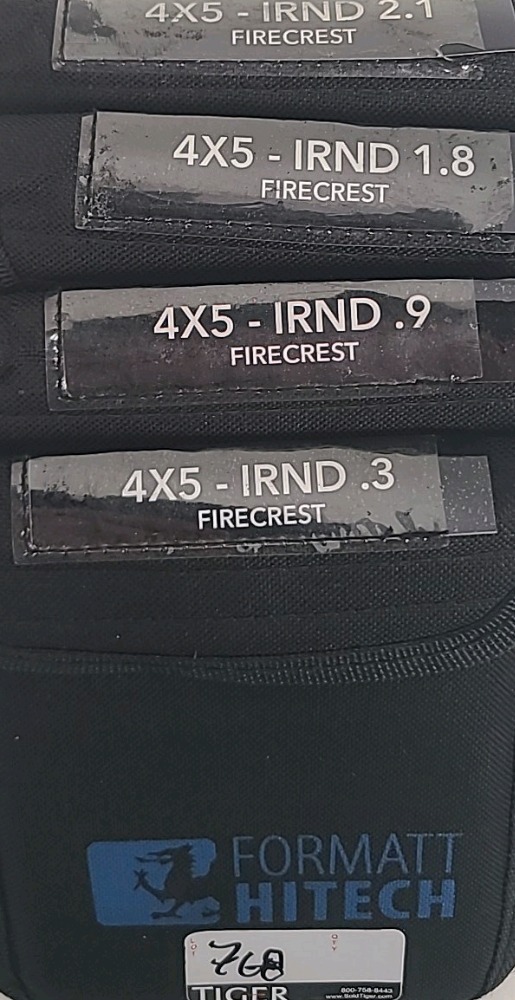 4X5 - IRND 2.1
FIRECREST
4X5 - IRND 1.8
FIRECREST
4X5 - IRND .9
FIRECREST
4X5 - IRND .3
FIRECREST
FORMATT
HITECH
LOT
QTY
768
TIGER
800-758-8443
www.SoldTiger.com